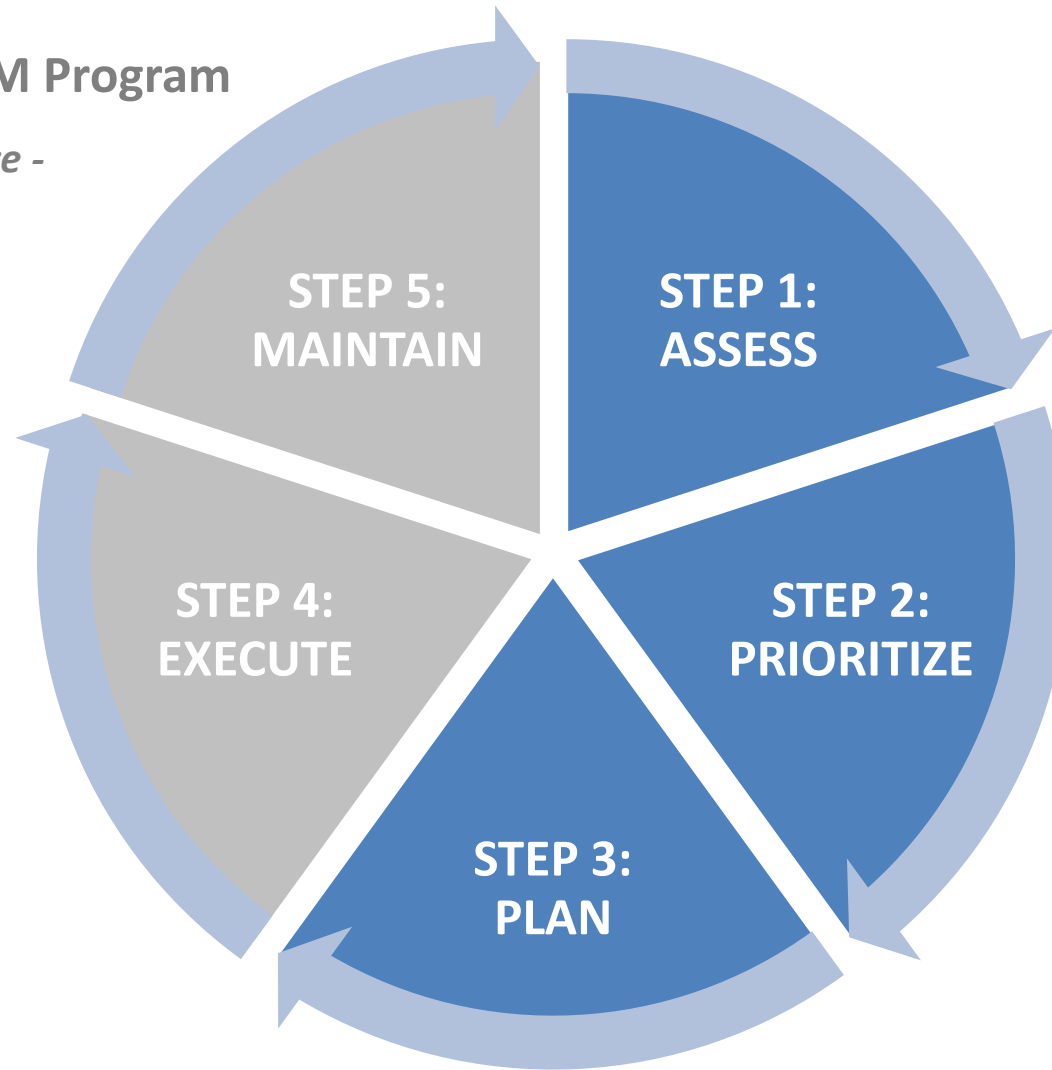 M Program
e -
STEP 5:
MAINTAIN
STEP 1:
ASSESS
STEP 4:
EXECUTE
STEP 2:
PRIORITIZE
STEP 3:
PLAN